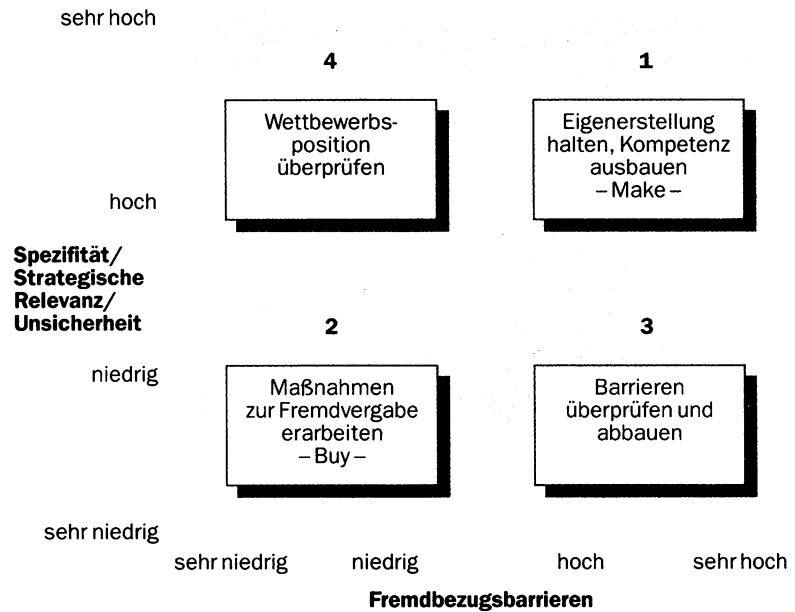 sehr hoch
4
1
Wettbewerbs-
position
überprüfen
Eigenerstellung
halten, Kompetenz
ausbauen
– Make –
hoch
Spezifität/
Strategische
Relevanz/
Unsicherheit
2
3
niedrig
Maßnahmen
zur Fremdvergabe
erarbeiten
– Buy –
Barrieren
überprüfen und
abbauen
sehr niedrig
sehr niedrig
niedrig
hoch
sehr hoch
Fremdbezugsbarrieren